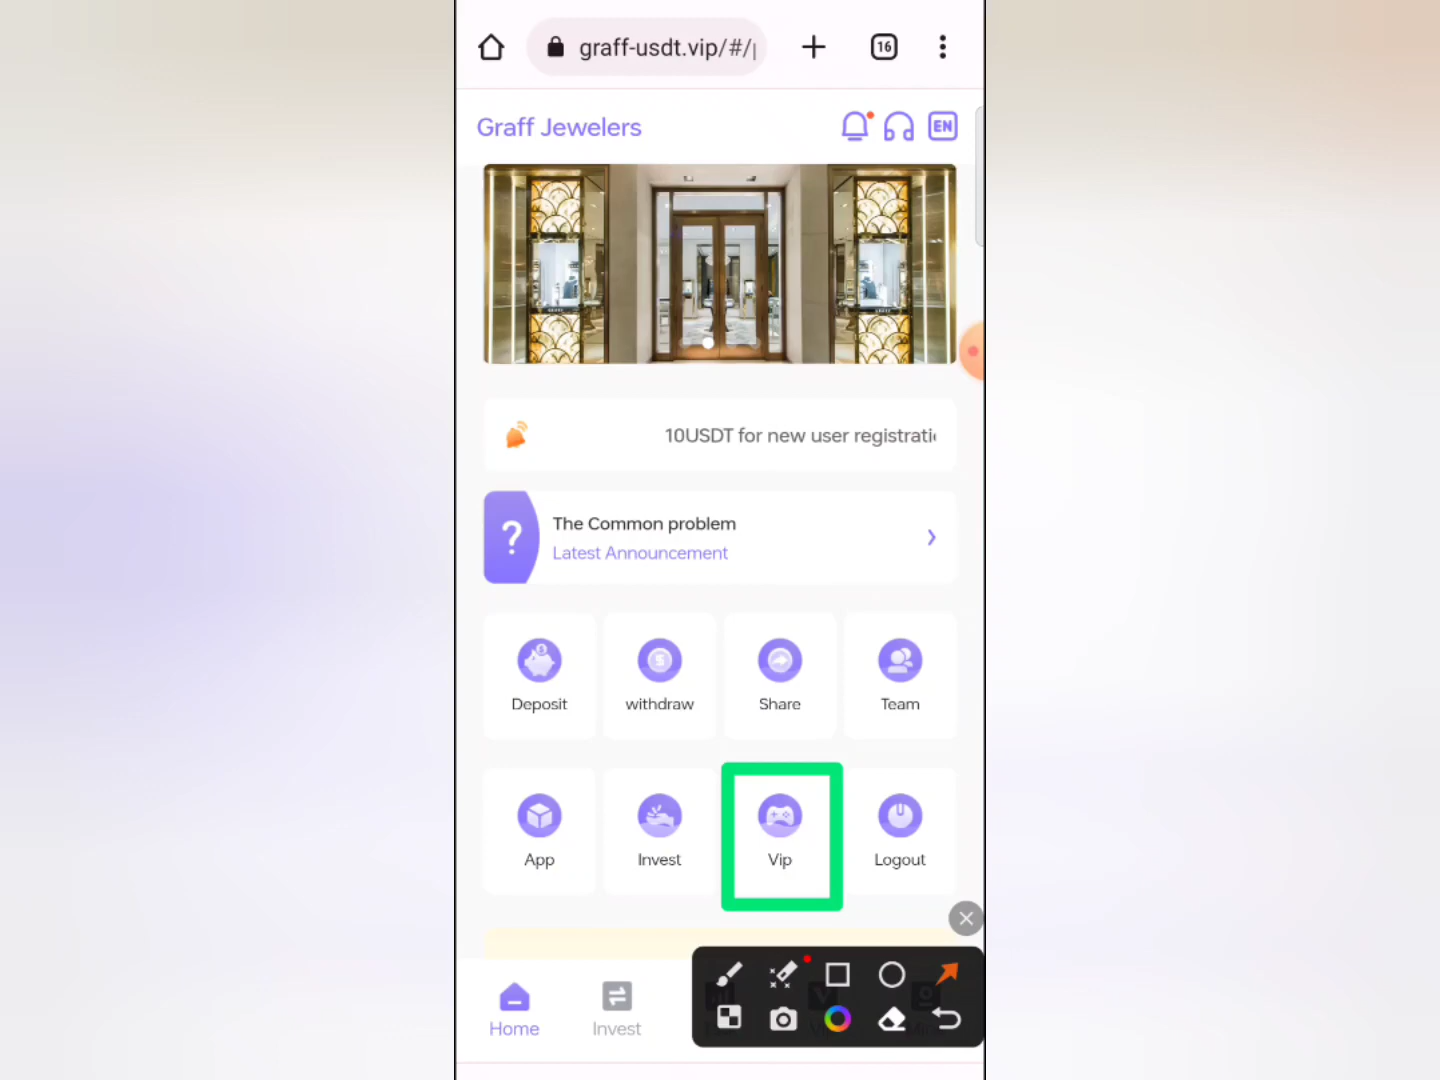 graff-usdt.vip/#/
16
Graff Jewelers
EN
10USDT for new user
The Common problem
Latest Announcement
Deposit
withdraw
Share
Team
App
Invest
Vip
Logout
Home
Invest